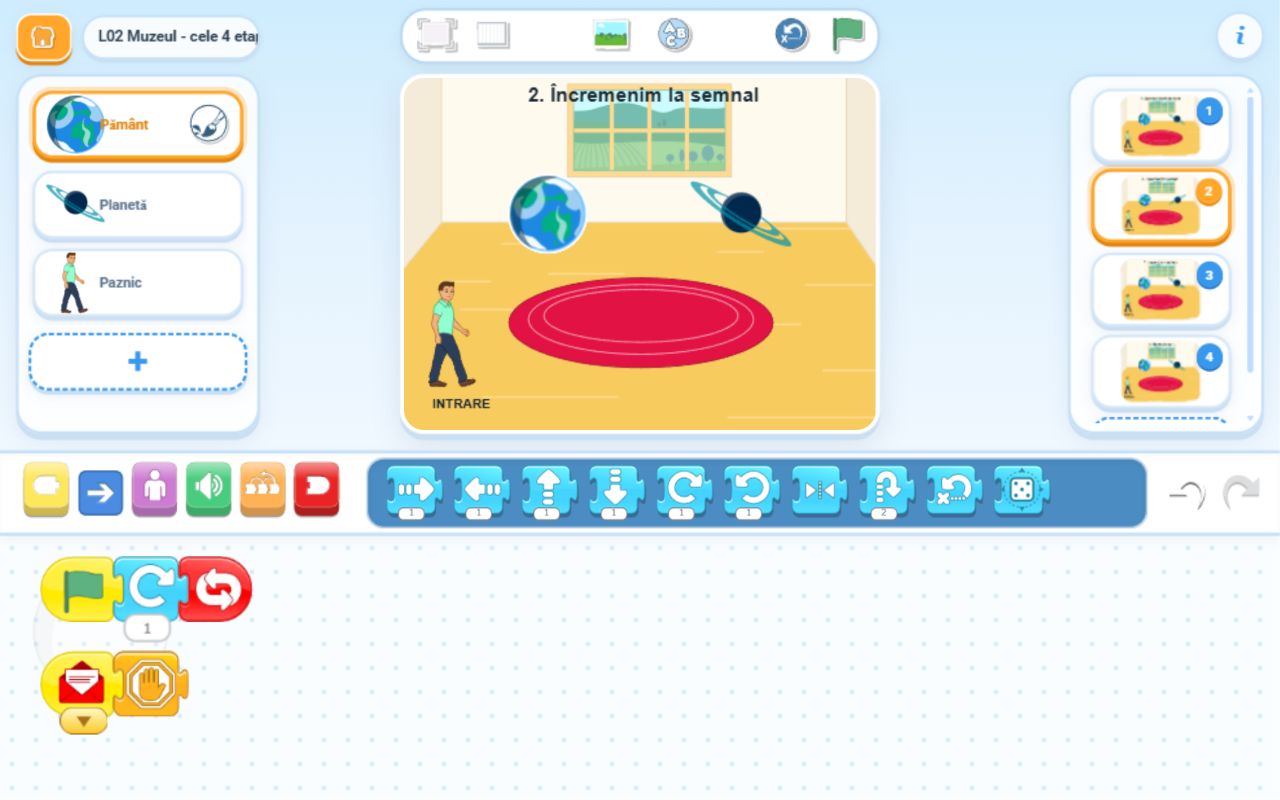 L02 Muzeul - cele 4 eta
A
B
C
x
i
Pământ
Planetă
Paznic
+
2. Încremenim la semnal
INTRARE
1
2
3
4
1
1
1
1
1
1
2
x
1